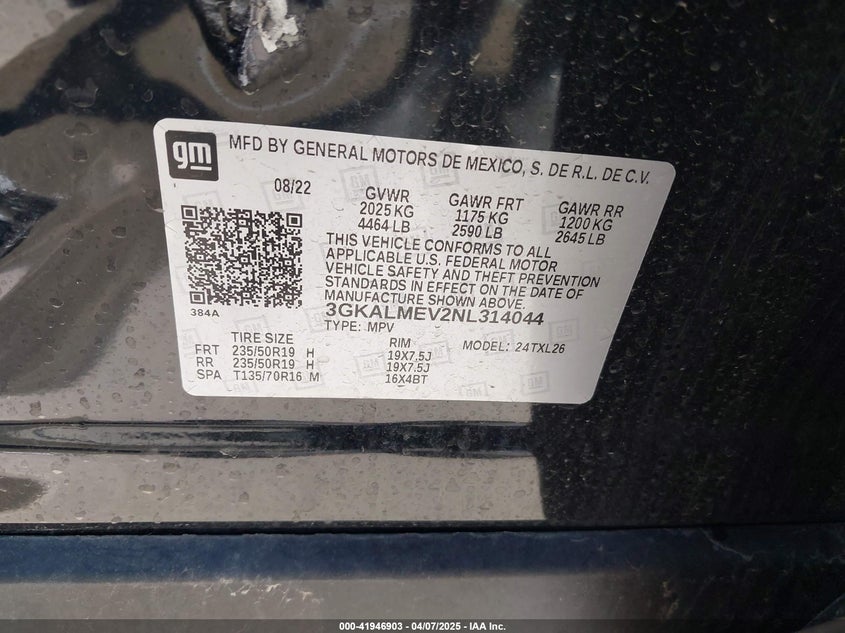 gm MFD BY GENERAL MOTORS DE MEXICO, S. DE R.L. DE C.V.
08/22 GVWR GAWR FRT GAWR RR
2025 KG 1175 KG 1200 KG
4464 LB 2590 LB 2645 LB
THIS VEHICLE CONFORMS TO ALL
APPLICABLE U.S. FEDERAL MOTOR
VEHICLE SAFETY AND THEFT PREVENTION
STANDARDS IN EFFECT ON THE DATE OF
MANUFACTURE SHOWN ABOVE.
384A
3GKALMEV2NL314044
TYPE: MPV
TIRE SIZE RIM MODEL: 24TXL26
FRT 235/50R19 H 19X7.5J
RR 235/50R19 H 19X7.5J
SPA T135/70R16 M 16X4BT
000-41946903 - 04/07/2025 - IAA Inc.